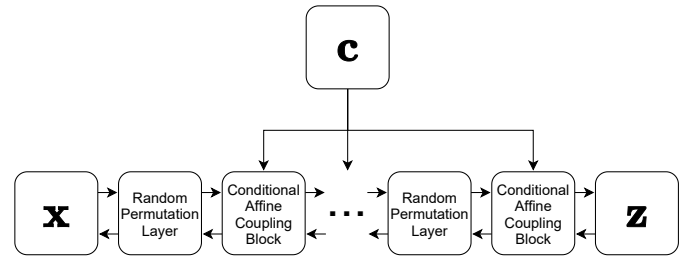 c
x
Random
Permutation
Layer
Conditional
Affine
Coupling
Block
...
Random
Permutation
Layer
Conditional
Affine
Coupling
Block
z